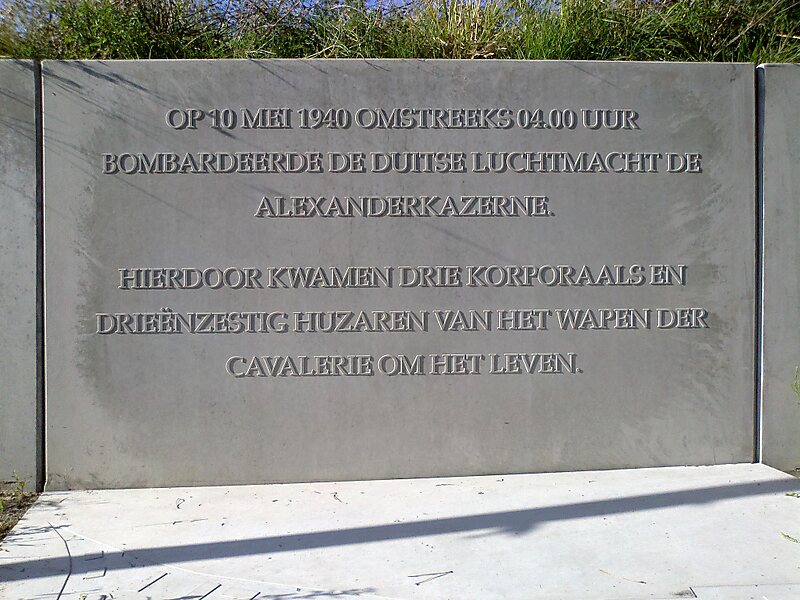 OP 10 MEI 1940 OMSTREEKS 04.00 UUR
BOMBARDEERDE DE DUITSE LUCHTMACHT DE
ALEXANDERKAZERNE.
HIERDOOR KWAMEN DRIE KORPORAALS EN
DRIEËNZESTIG HUZAREN VAN HET WAPEN DER
CAVALERIE OM HET LEVEN.